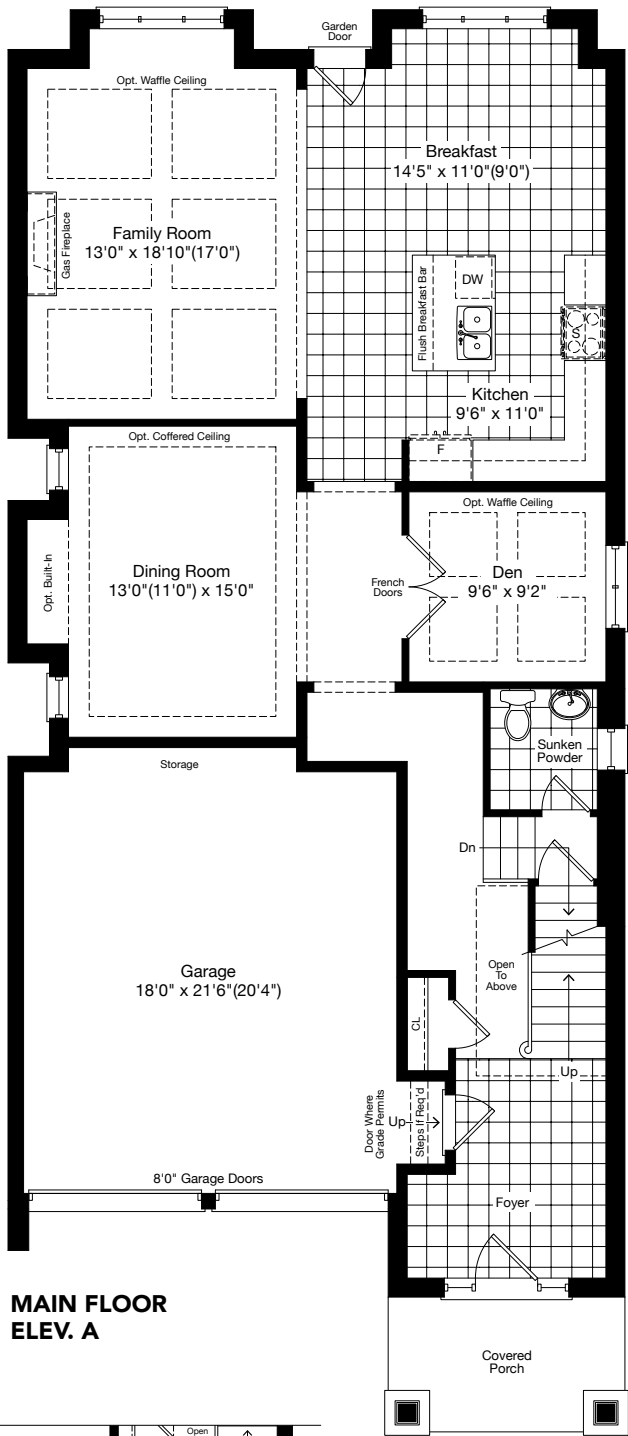 Garden
Door
Opt. Waffle Ceiling
Breakfast
14'5" x 11'0"(9'0")
Family Room
13'0" x 18'10"(17'0")
Gas Fireplace
Flush Breakfast Bar
DW
S
Kitchen
9'6" x 11'0"
F
Opt. Coffered Ceiling
Opt. Waffle Ceiling
Opt. Built-In
Dining Room
13'0"(11'0") x 15'0"
French
Doors
Den
9'6" x 9'2"
Sunken
Powder
Storage
Dn
Open
To
Above
Garage
18'0" x 21'6"(20'4")
CL
Up
Door Where
Grade Permits
Up
Steps If Req'd
8'0" Garage Doors
Foyer
MAIN FLOOR
ELEV. A
Covered
Porch
Open